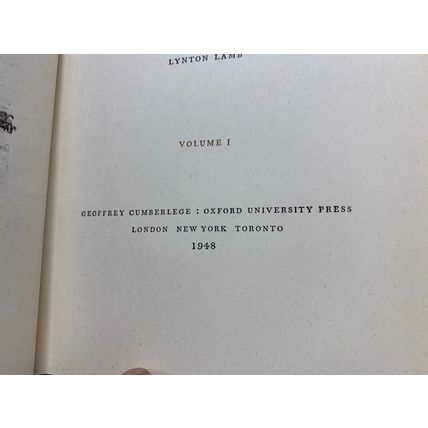 LYNTON LAMB
VOLUME I
GEOFFREY CUMBERLEGE : OXFORD UNIVERSITY PRESS
LONDON NEW YORK TORONTO
1948